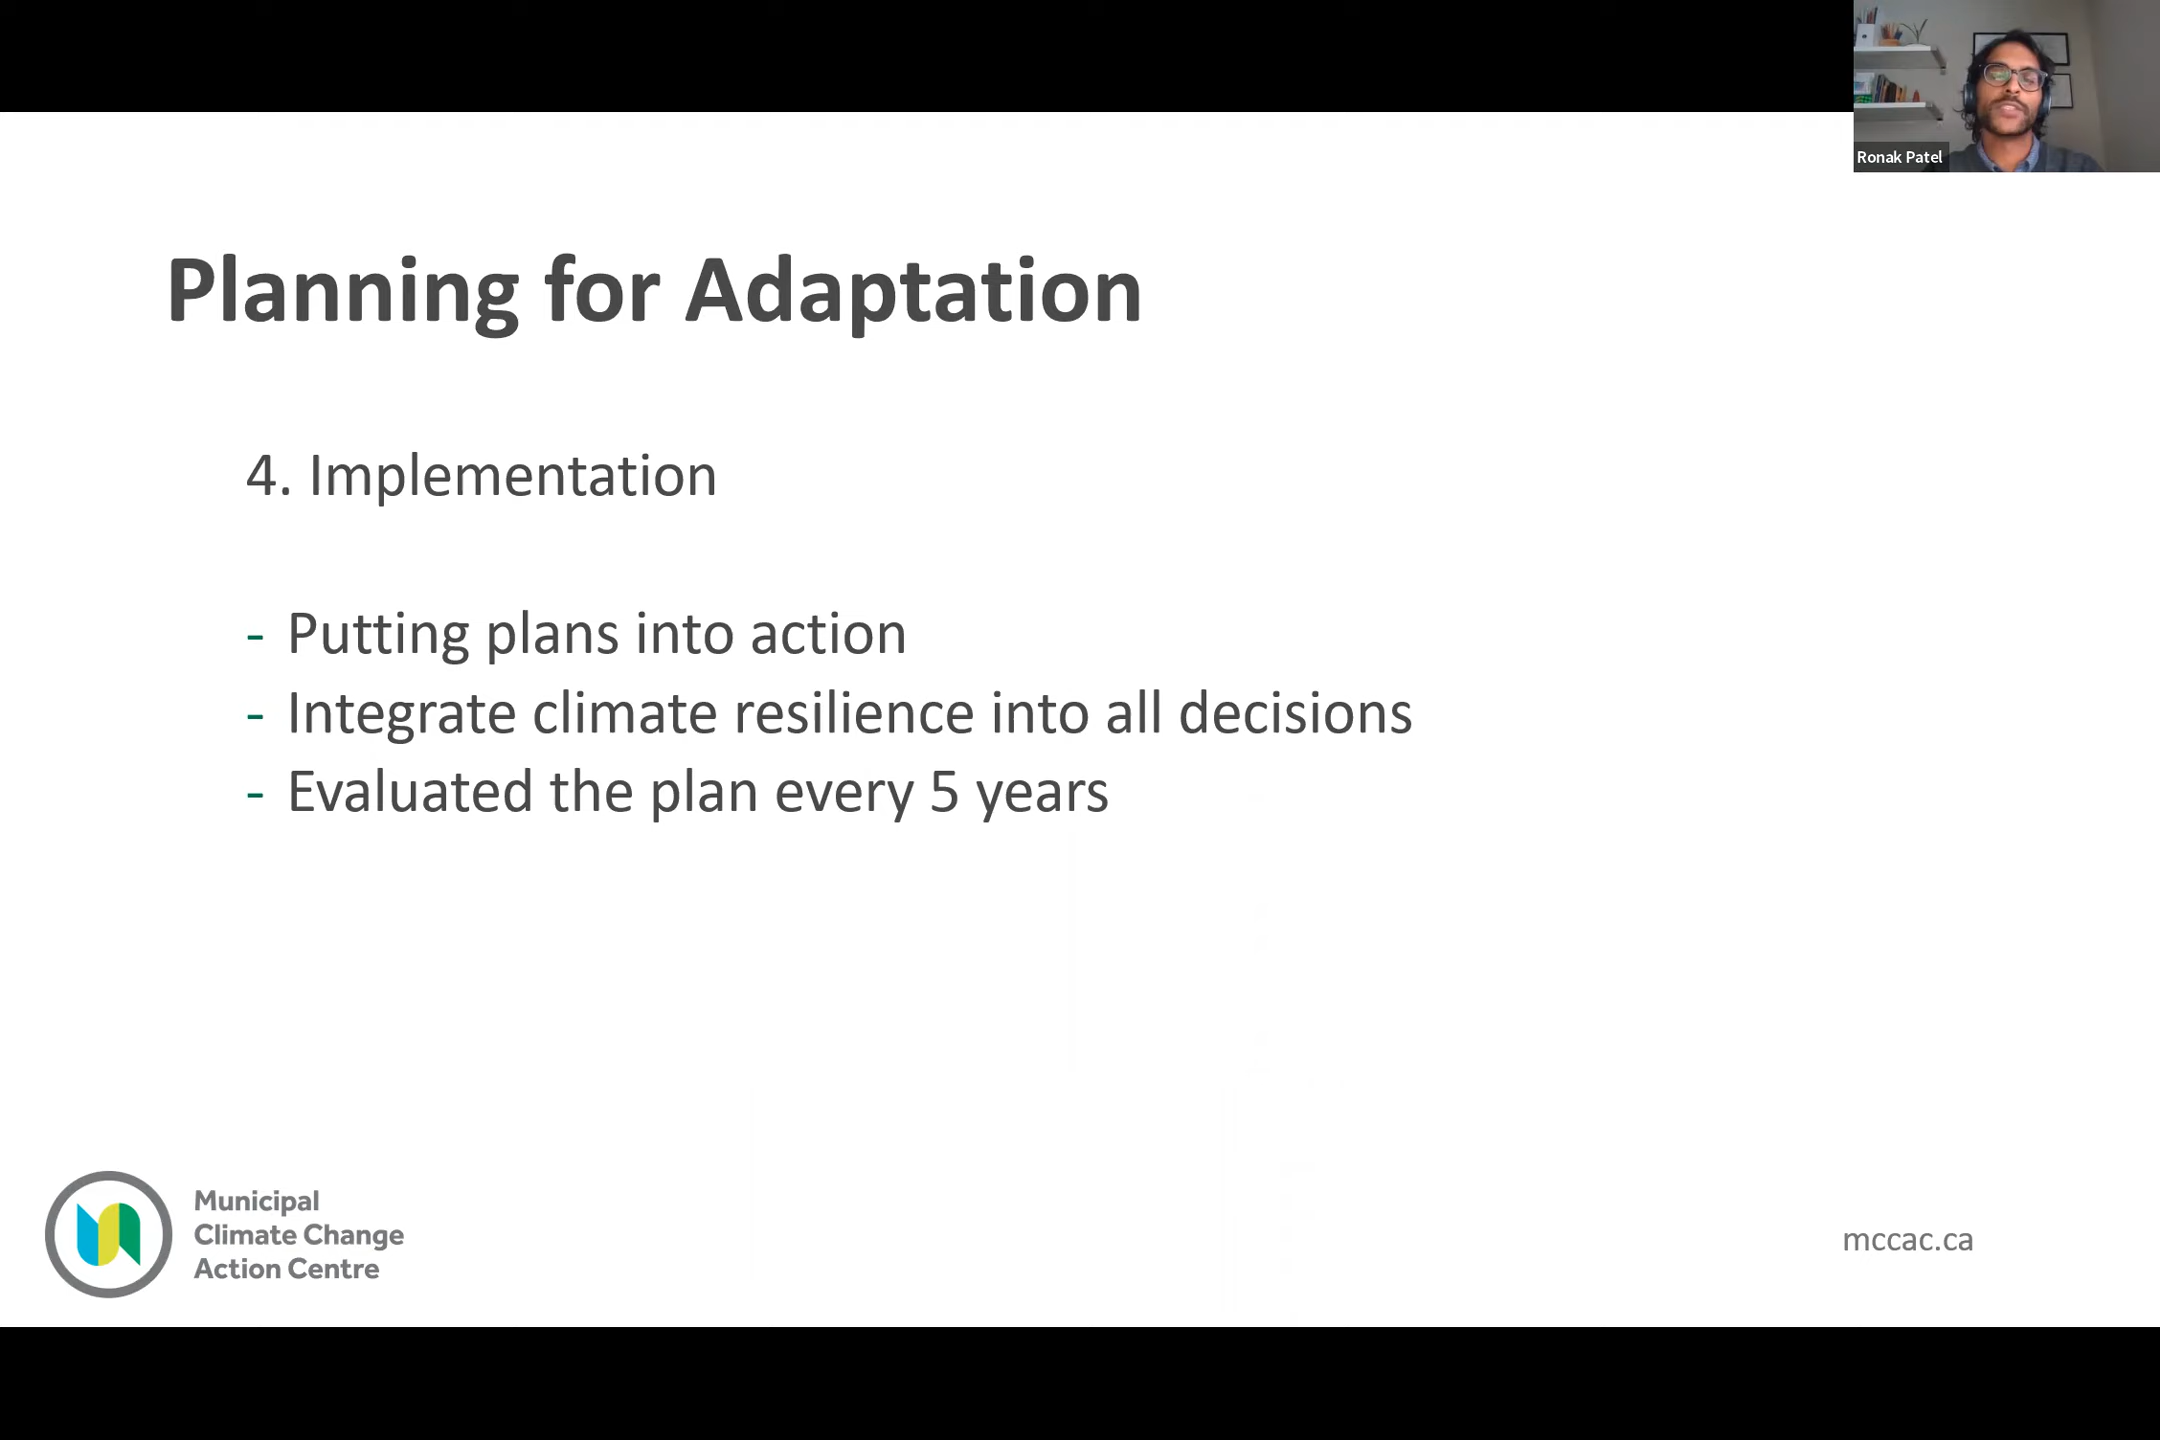 Ronak Patel
Planning for Adaptation
4. Implementation
- Putting plans into action
- Integrate climate resilience into all decisions
- Evaluated the plan every 5 years
Municipal
Climate Change
Action Centre
mccac.ca